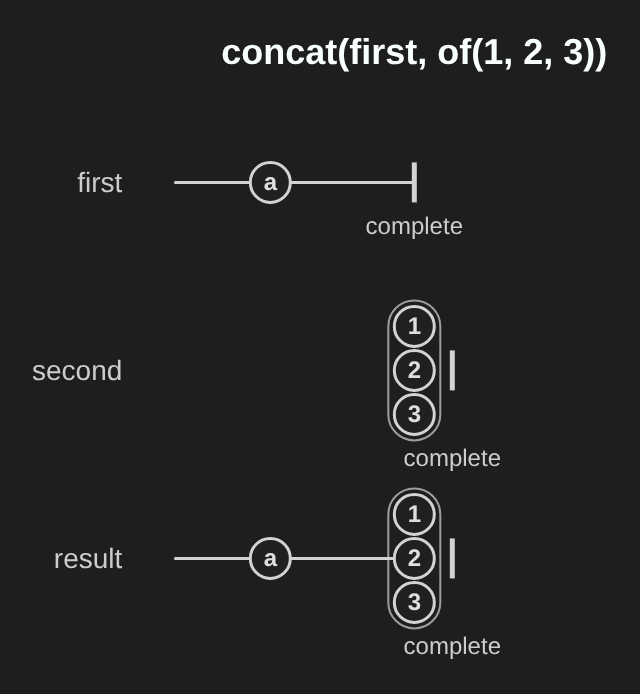 concat(first, of(1, 2, 3))
first a
complete
1
second 2
3
complete
1
result a 2
3
complete